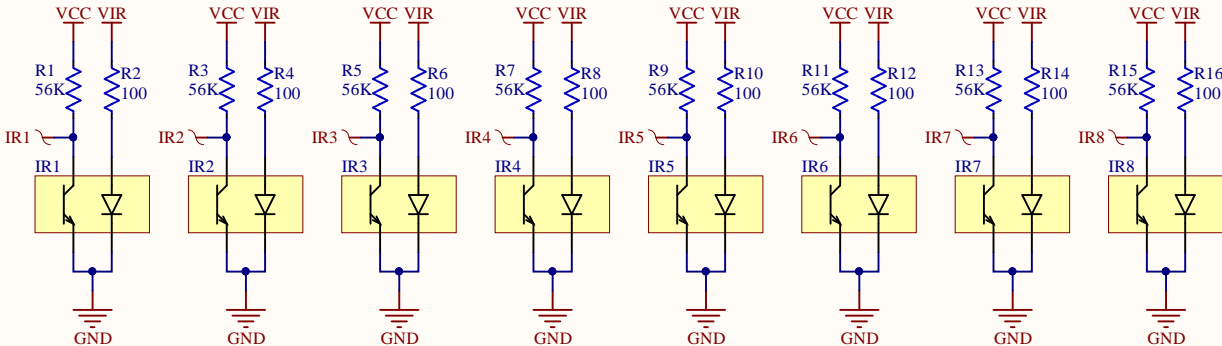 VCC VIR VCC VIR VCC VIR VCC VIR VCC VIR VCC VIR VCC VIR VCC VIR
R1 R2 R3 R4 R5 R6 R7 R8 R9 R10 R11 R12 R13 R14 R15 R16
56K 100 56K 100 56K 100 56K 100 56K 100 56K 100 56K 100 56K 100
IR1 IR2 IR3 IR4 IR5 IR6 IR7 IR8
IR1 IR2 IR3 IR4 IR5 IR6 IR7 IR8
GND GND GND GND GND GND GND GND